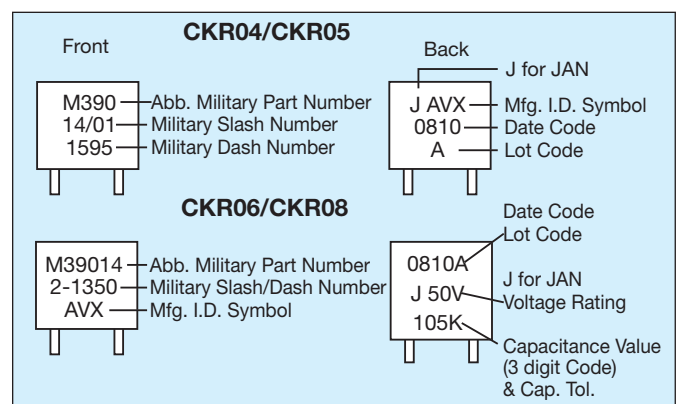 CKR04/CKR05
Front
M390
14/01
1595
Abb. Military Part Number
Military Slash Number
Military Dash Number
Back
J AVX
0810
A
J for JAN
Mfg. I.D. Symbol
Date Code
Lot Code
CKR06/CKR08
M39014
2-1350
AVX
Abb. Military Part Number
Military Slash/Dash Number
Mfg. I.D. Symbol
0810A
J 50V
105K
Date Code
Lot Code
J for JAN
Voltage Rating
Capacitance Value
(3 digit Code)
& Cap. Tol.